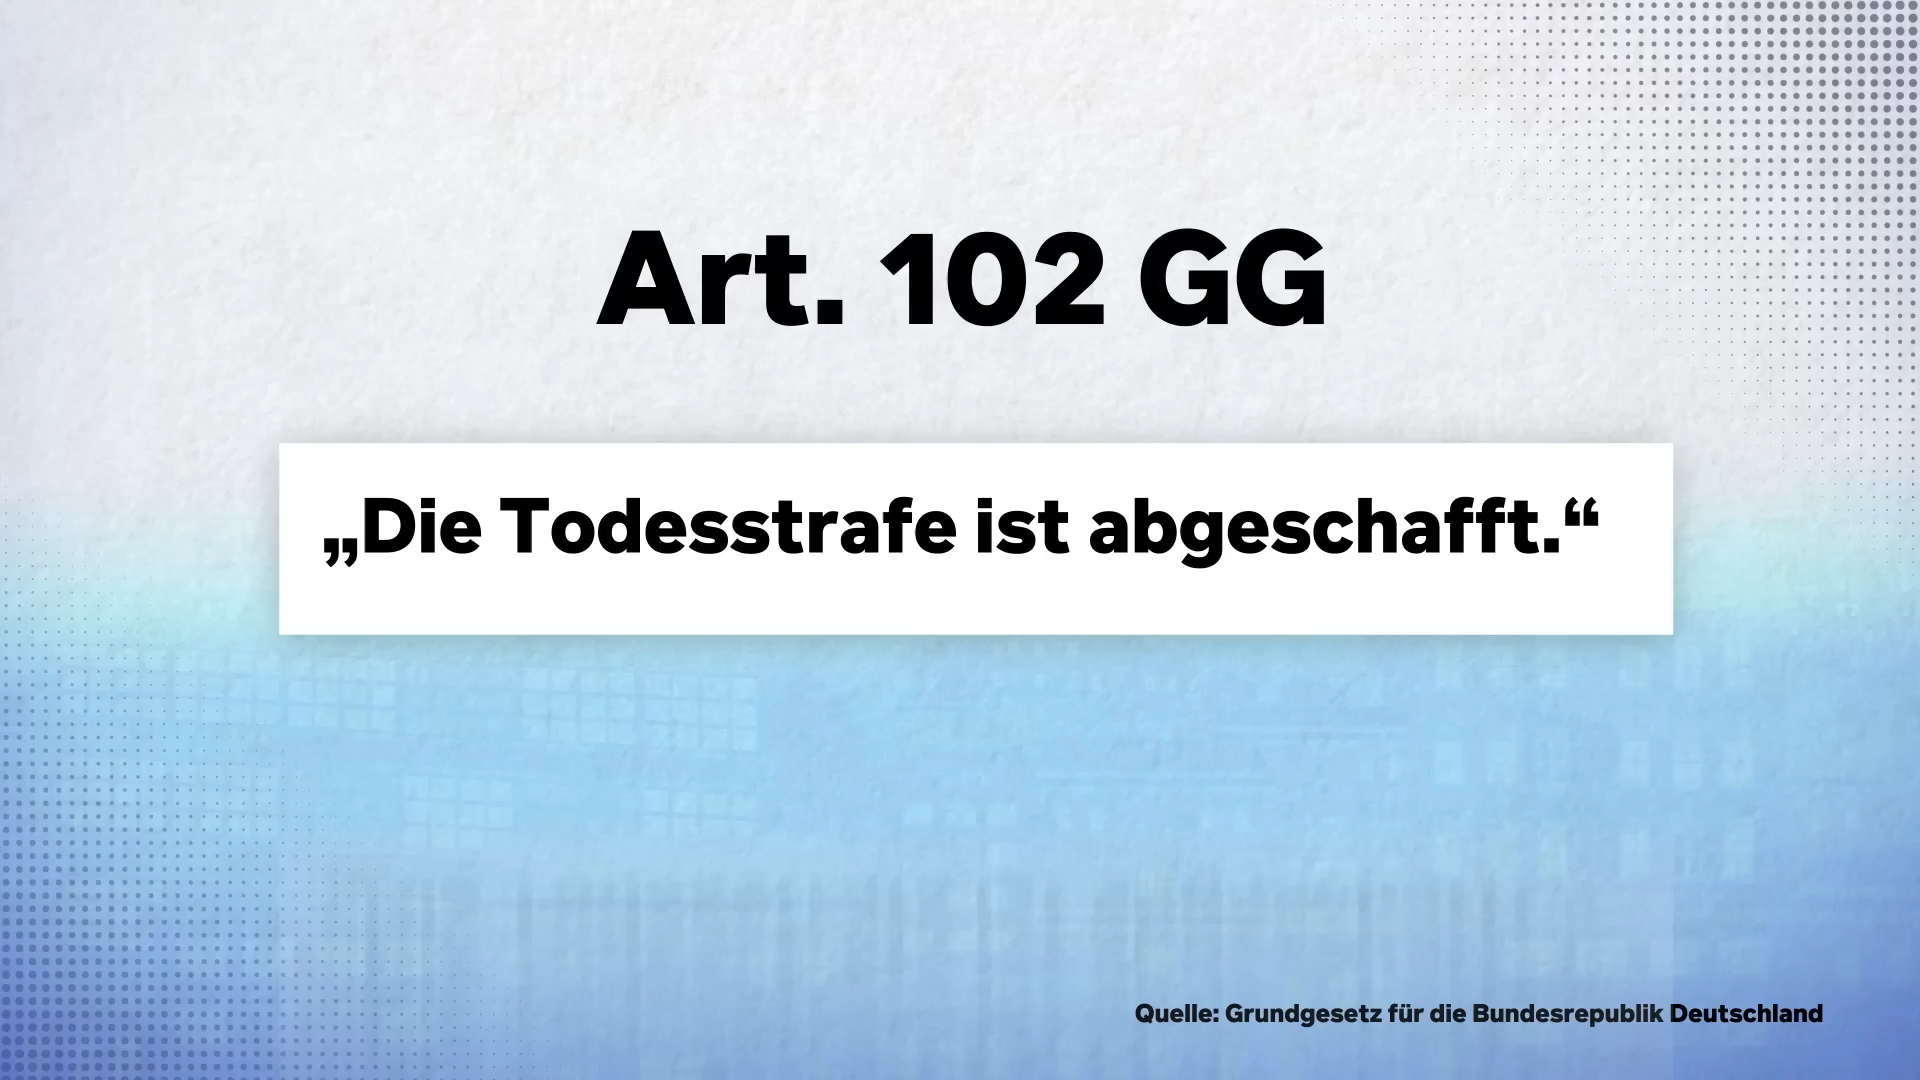 Art. 102 GG
„Die Todesstrafe ist abgeschafft.“
Quelle: Grundgesetz für die Bundesrepublik Deutschland